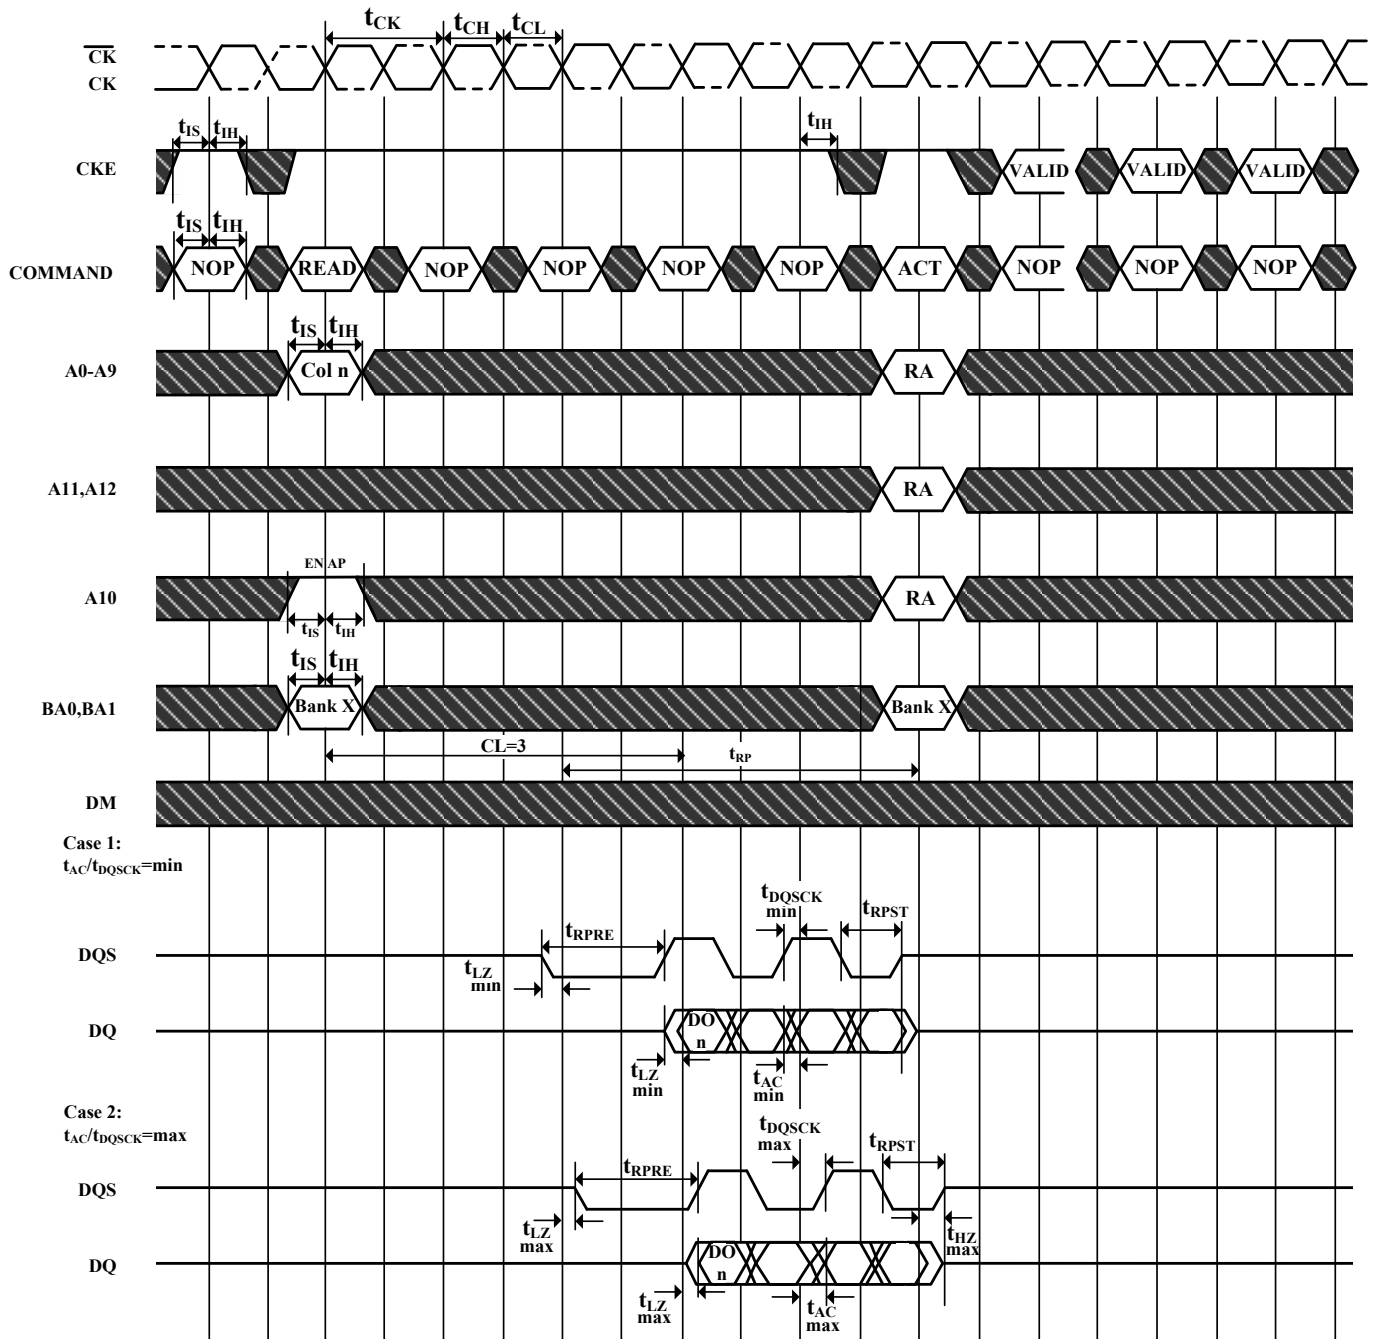 tCK tCH tCL
CK
CK
tIS tIH tIH
CKE VALID VALID VALID
tIS tIH
COMMAND NOP READ NOP NOP NOP NOP ACT NOP NOP NOP
tIS tIH
A0-A9 Col n RA
A11,A12 RA
EN AP
A10 RA
tIS tIH
tIS tIH
BA0,BA1 Bank X Bank X
CL=3 tRP
DM
Case 1:
tAC/tDQSCK=min
tDQSCK
min
tRPST
tRPRE
DQS
tLZ
min
DQ DO
n
tLZ
min
tAC
min
Case 2:
tAC/tDQSCK=max
tDQSCK
max
tRPST
tRPRE
DQS
tLZ
max
tHZ
max
DQ DO
n
tLZ
max
tAC
max